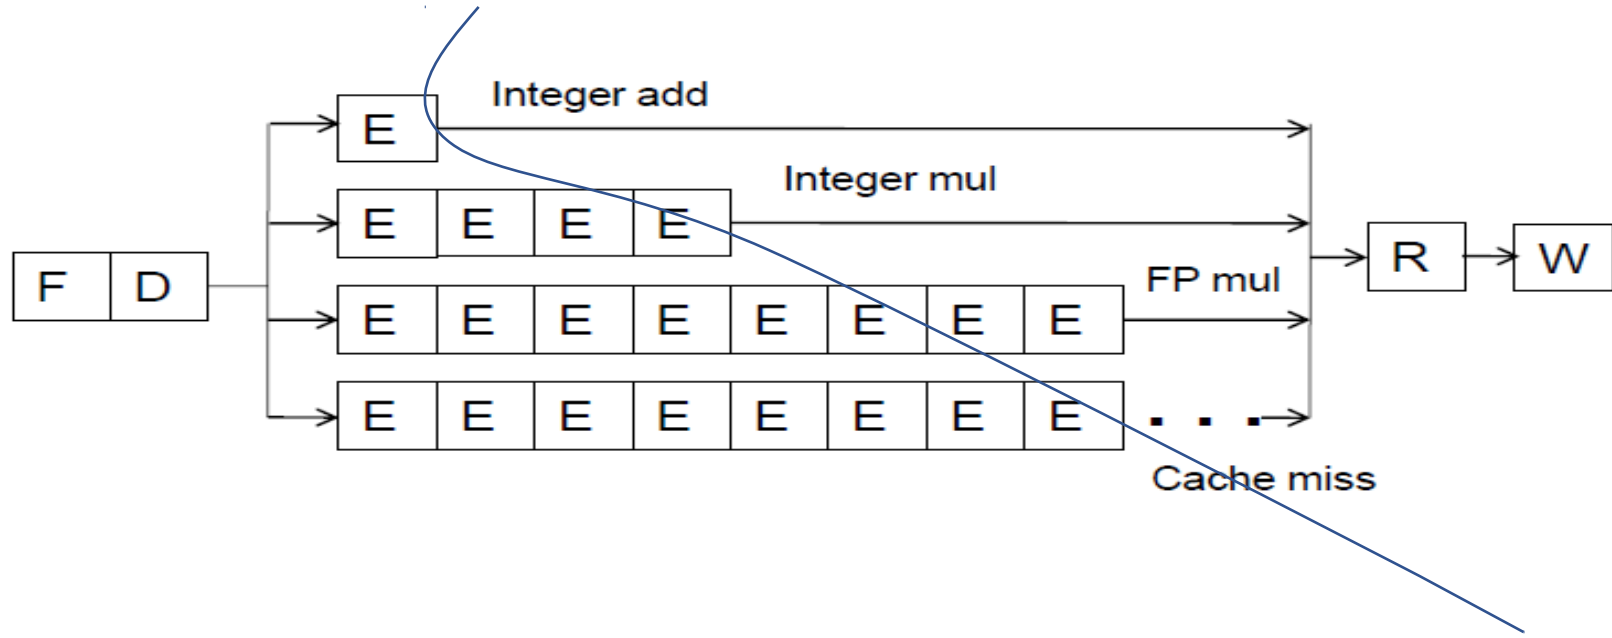 Integer add
E
Integer mul
E E E E
F D
R W
FP mul
E E E E E E E E
E E E E E E E E . . .
Cache miss